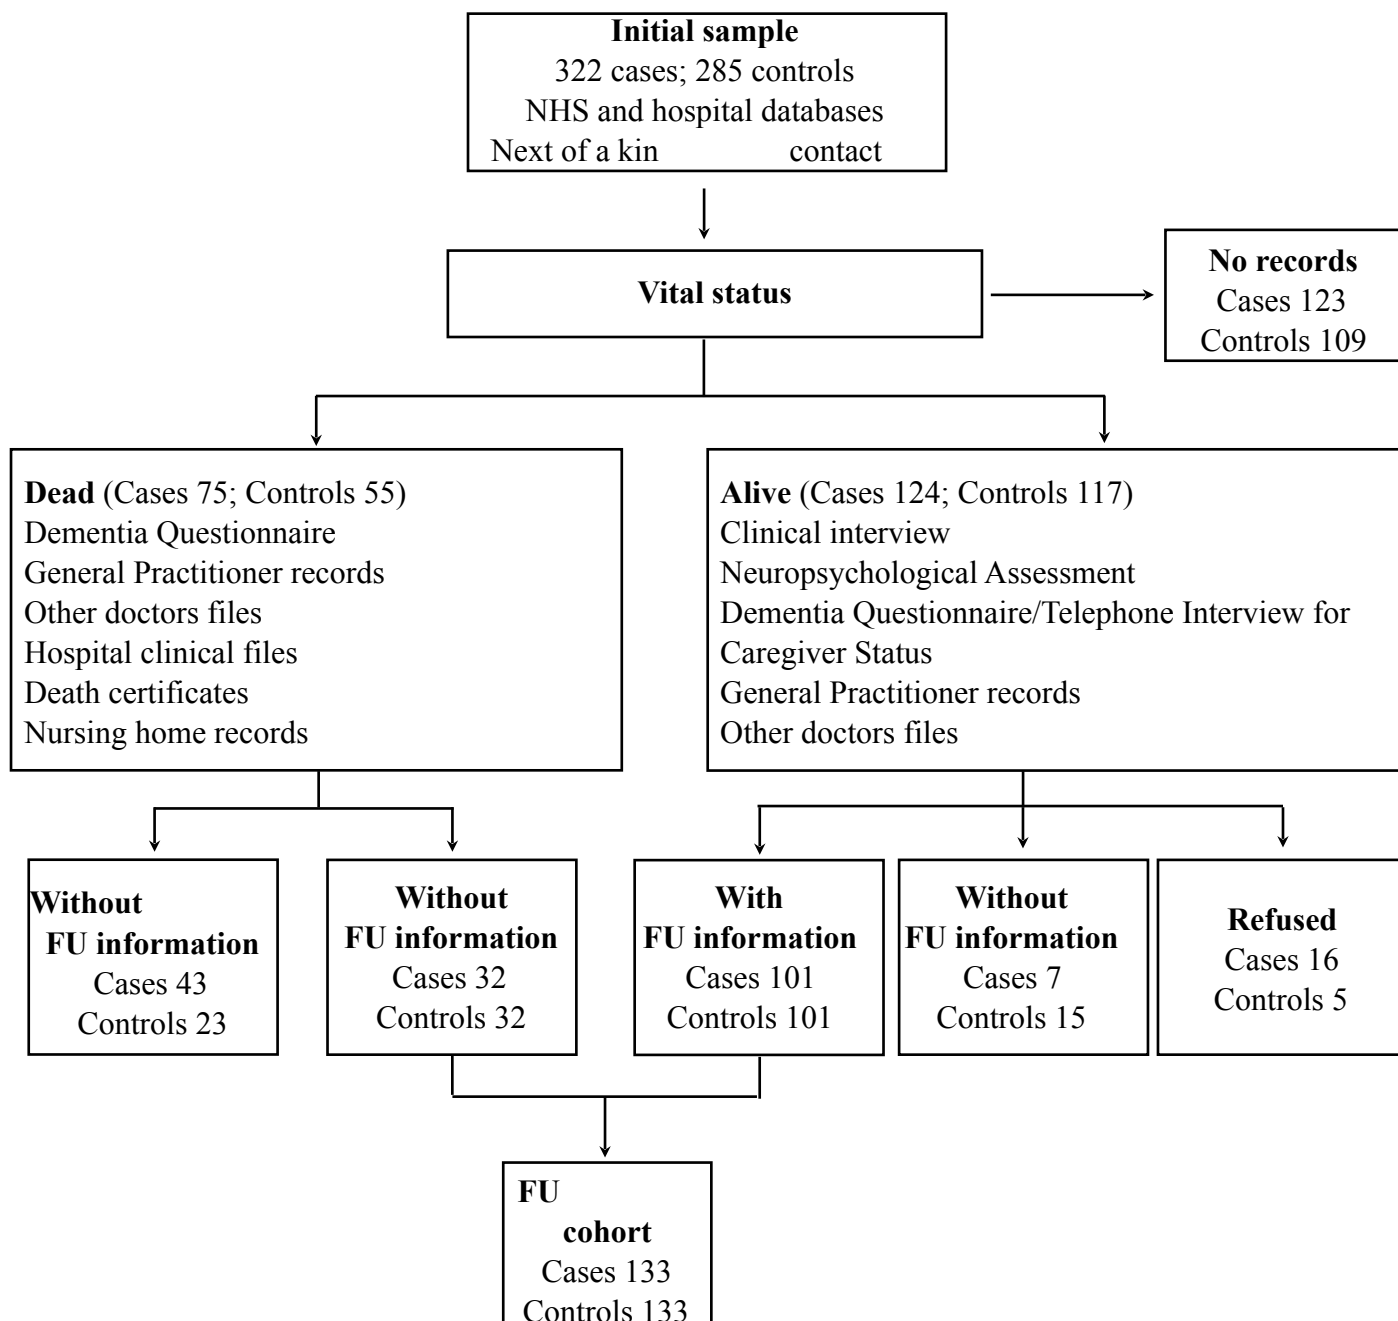 Initial sample
322 cases; 285 controls
NHS and hospital databases
Next of a kin contact
Vital status
No records
Cases 123
Controls 109
Dead (Cases 75; Controls 55)
Dementia Questionnaire
General Practitioner records
Other doctors files
Hospital clinical files
Death certificates
Nursing home records
Alive (Cases 124; Controls 117)
Clinical interview
Neuropsychological Assessment
Dementia Questionnaire/Telephone Interview for
Caregiver Status
General Practitioner records
Other doctors files
Without
FU information
Cases 43
Controls 23
Without
FU information
Cases 32
Controls 32
With
FU information
Cases 101
Controls 101
Without
FU information
Cases 7
Controls 15
Refused
Cases 16
Controls 5
FU
cohort
Cases 133
Controls 133